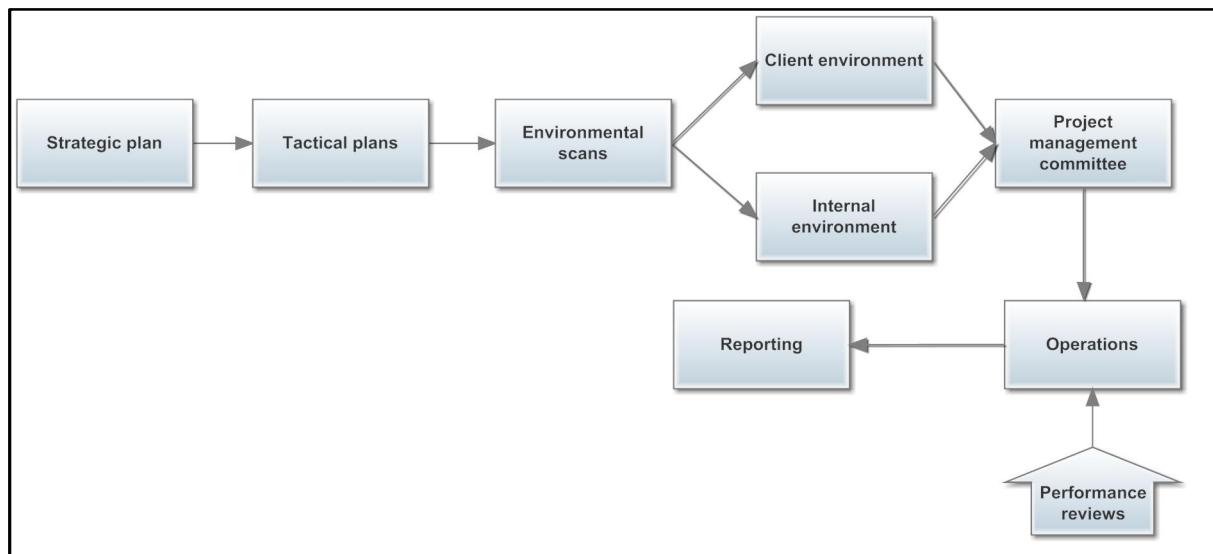 Strategic plan
Tactical plans
Environmental
scans
Client environment
Internal
environment
Project
management
committee
Reporting
Operations
Performance
reviews